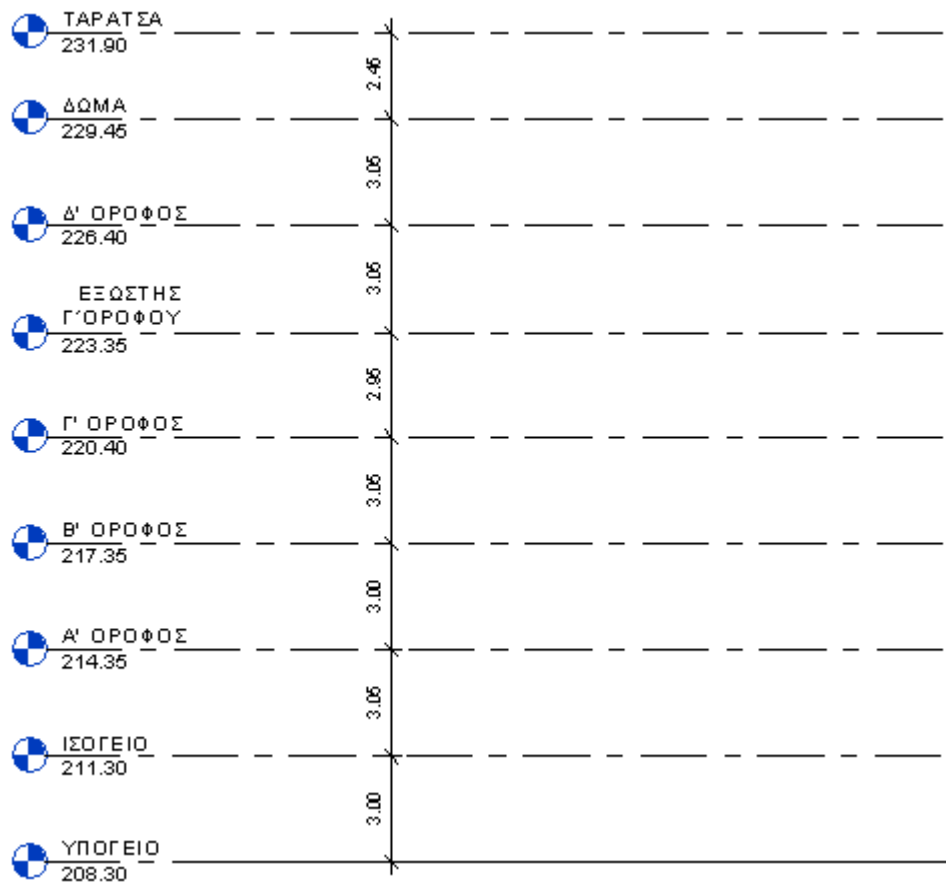 ΤΑΡΑΤΣΑ
231.90
2.45
ΔΩΜΑ
229.45
3.05
Δ' ΟΡΟΦΟΣ
226.40
3.05
ΕΞΩΣΤΗΣ
Γ΄ΟΡΟΦΟΥ
223.35
2.95
Γ' ΟΡΟΦΟΣ
220.40
3.05
Β' ΟΡΟΦΟΣ
217.35
3.00
Α' ΟΡΟΦΟΣ
214.35
3.05
ΙΣΟΓΕΙΟ
211.30
3.00
ΥΠΟΓΕΙΟ
208.30